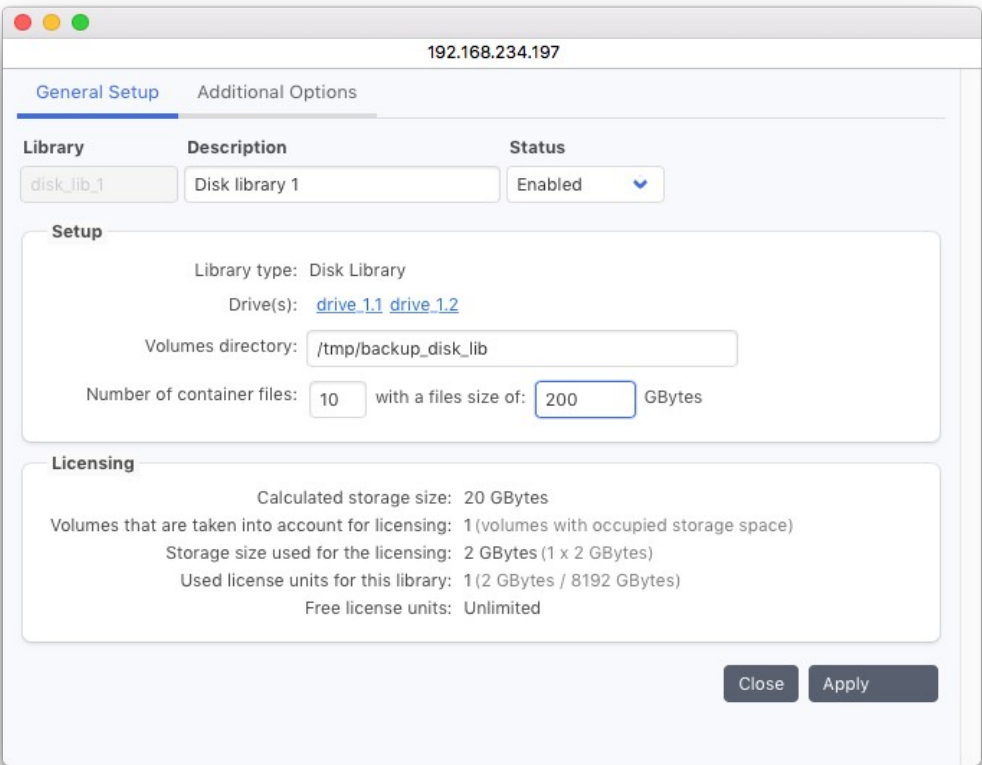 192.168.234.197
General Setup Additional Options
Library Description Status
disk_lib_1 Disk library 1 Enabled
Setup
Library type: Disk Library
Drive(s): drive_1.1 drive_1.2
Volumes directory: /tmp/backup_disk_lib
Number of container files: 10 with a files size of: 200 GBytes
Licensing
Calculated storage size: 20 GBytes
Volumes that are taken into account for licensing: 1 (volumes with occupied storage space)
Storage size used for the licensing: 2 GBytes (1 x 2 GBytes)
Used license units for this library: 1 (2 GBytes / 8192 GBytes)
Free license units: Unlimited
Close Apply